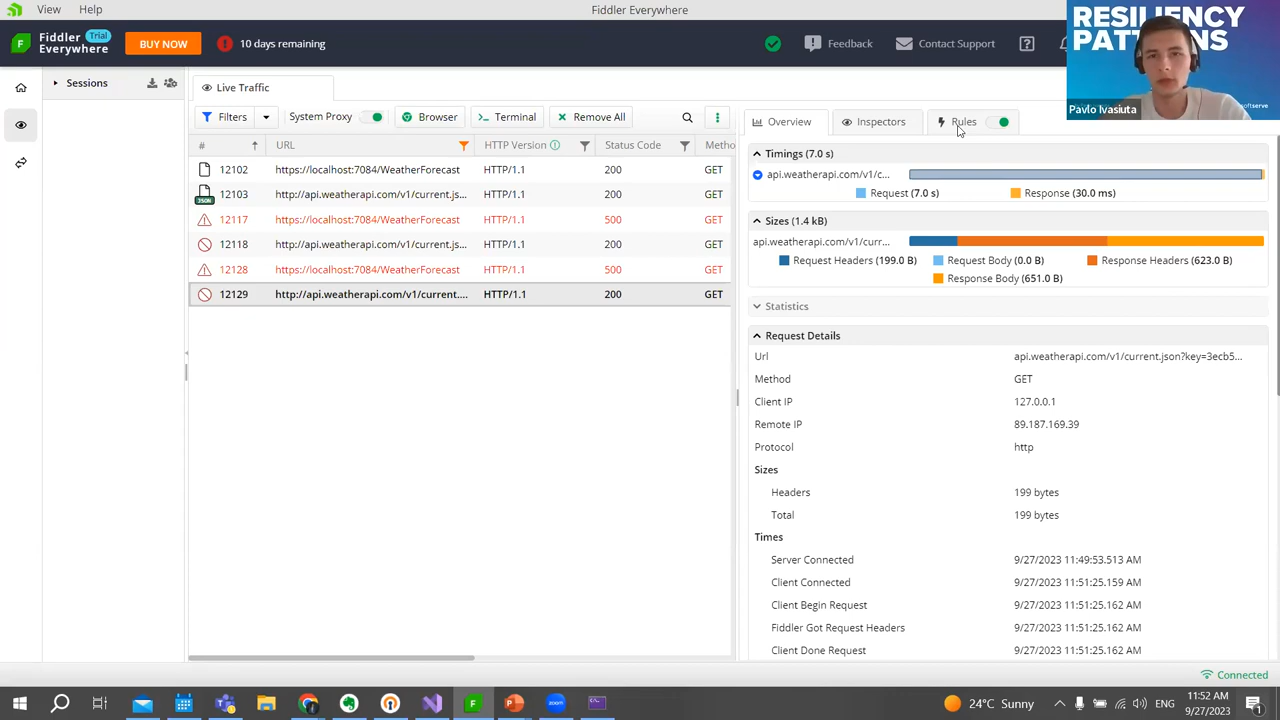 View Help
Fiddler Everywhere
Fiddler Trial
Everywhere
BUY NOW
10 days remaining
Feedback
Contact Support
RESILIENCY
PATTERNS
softserve
Pavlo Ivasiuta
Sessions
Live Traffic
Filters
System Proxy
Browser
Terminal
Remove All
# URL HTTP Version Status Code Metho
12102 https://localhost:7084/WeatherForecast HTTP/1.1 200 GET
JSON 12103 http://api.weatherapi.com/v1/current.js... HTTP/1.1 200 GET
12117 https://localhost:7084/WeatherForecast HTTP/1.1 500 GET
12118 http://api.weatherapi.com/v1/current.js... HTTP/1.1 200 GET
12128 https://localhost:7084/WeatherForecast HTTP/1.1 500 GET
12129 http://api.weatherapi.com/v1/current.... HTTP/1.1 200 GET
Overview Inspectors Rules
Timings (7.0 s)
api.weatherapi.com/v1/c...
Request (7.0 s) Response (30.0 ms)
Sizes (1.4 kB)
api.weatherapi.com/v1/curr...
Request Headers (199.0 B) Request Body (0.0 B) Response Headers (623.0 B)
Response Body (651.0 B)
Statistics
Request Details
Url api.weatherapi.com/v1/current.json?key=3ecb5...
Method GET
Client IP 127.0.0.1
Remote IP 89.187.169.39
Protocol http
Sizes
Headers 199 bytes
Total 199 bytes
Times
Server Connected 9/27/2023 11:49:53.513 AM
Client Connected 9/27/2023 11:51:25.159 AM
Client Begin Request 9/27/2023 11:51:25.162 AM
Fiddler Got Request Headers 9/27/2023 11:51:25.162 AM
Client Done Request 9/27/2023 11:51:25.162 AM
Connected
24°C Sunny
ENG
11:52 AM
9/27/2023
1